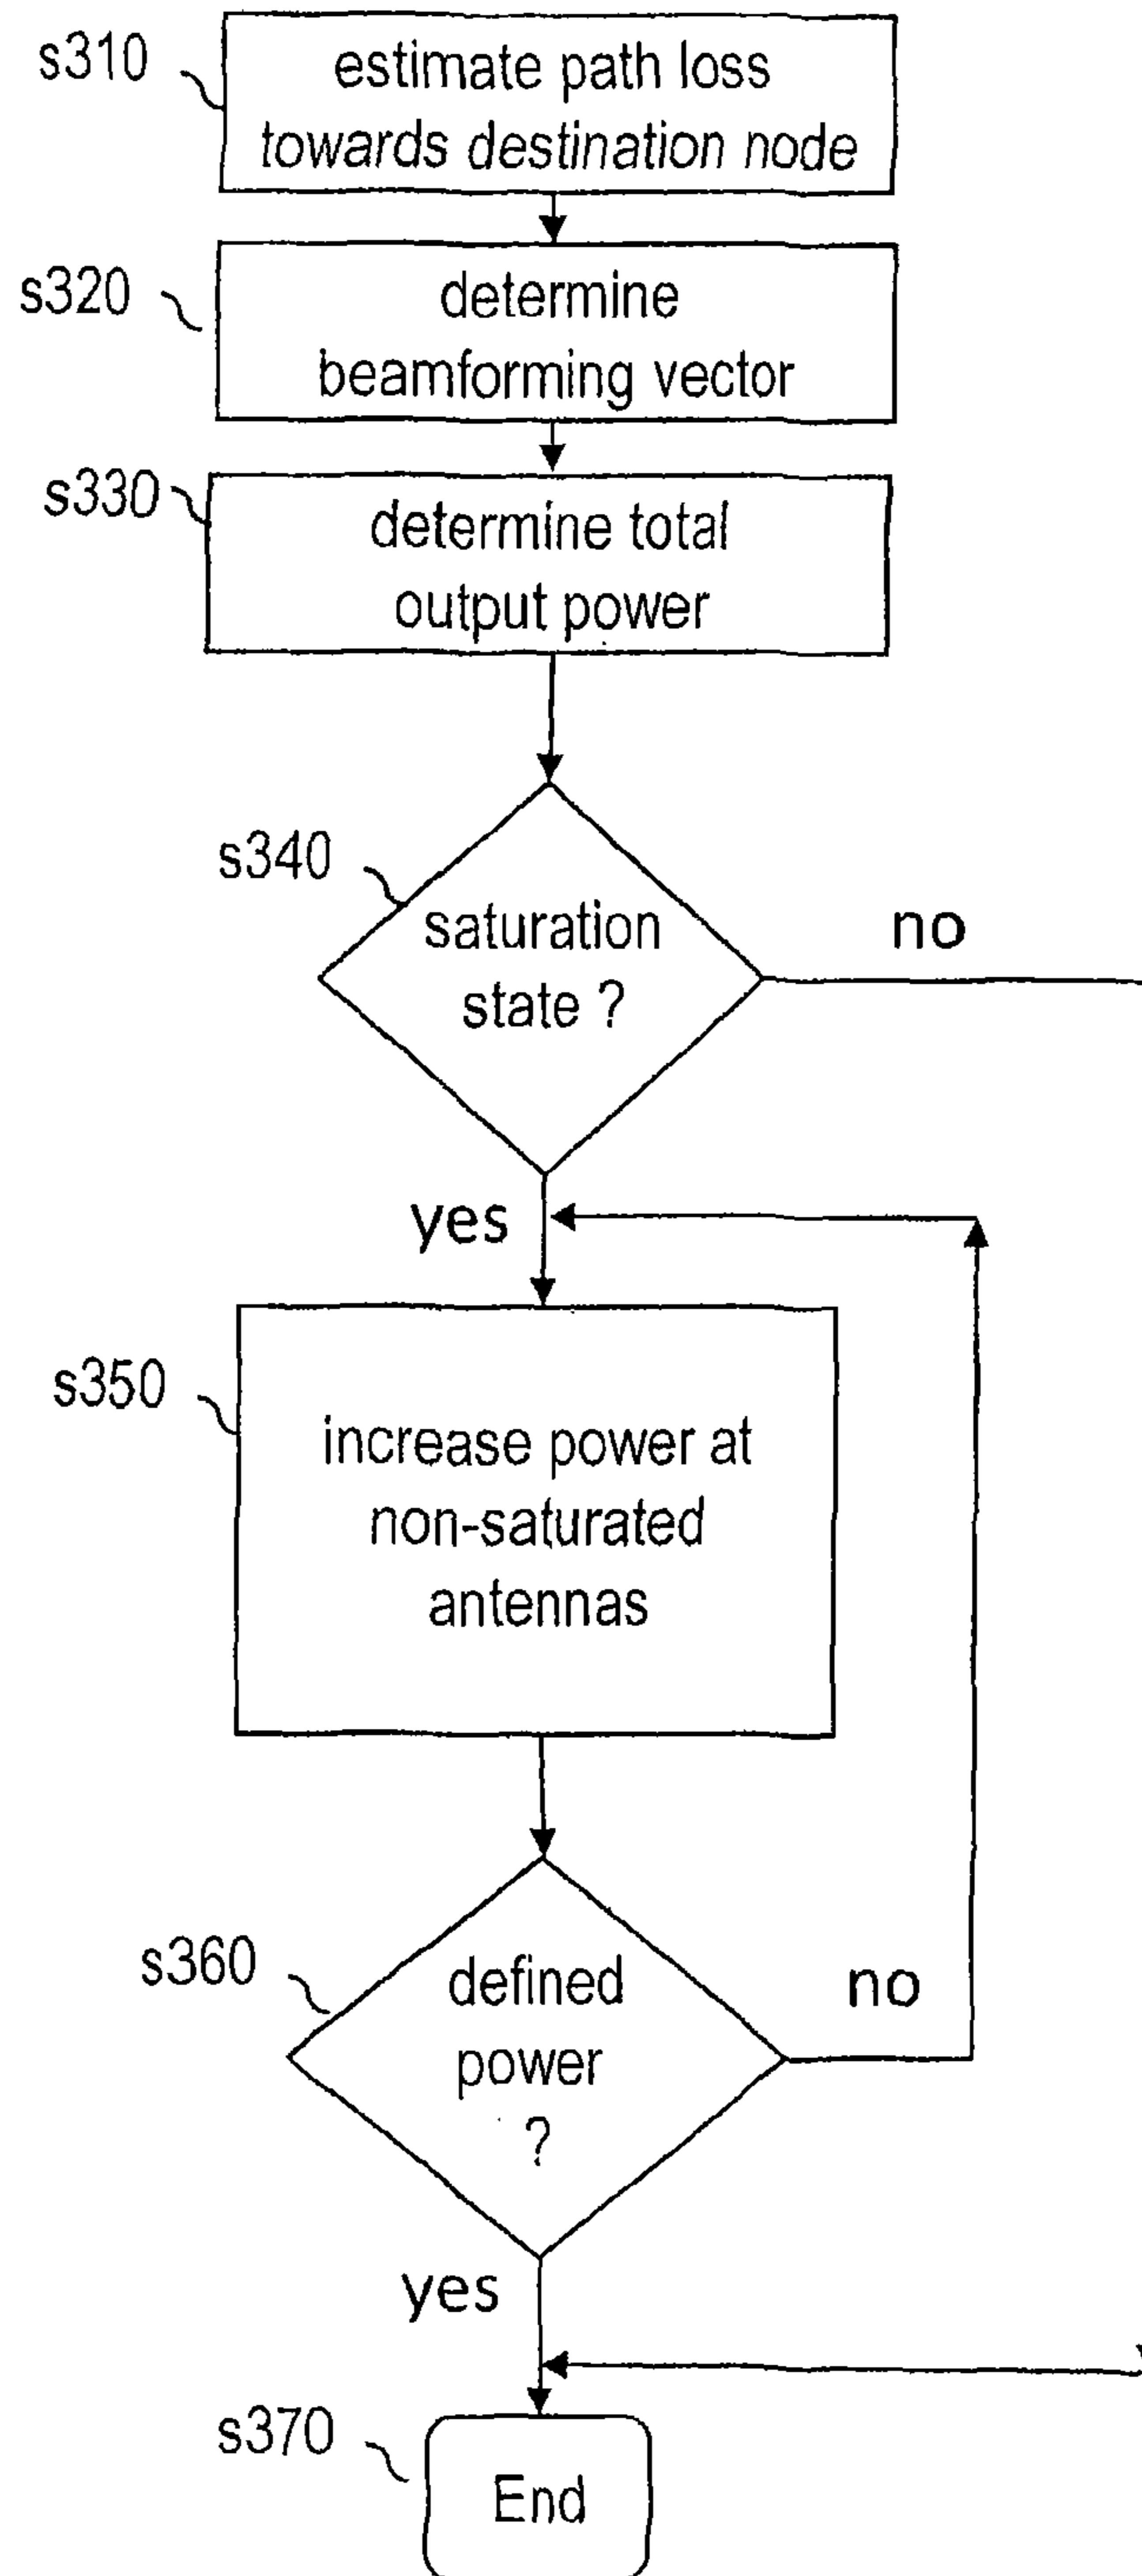 s310
estimate path loss
towards destination node
s320
determine
beamforming vector
s330
determine total
output power
s340
saturation
state ?
no
yes
s350
increase power at
non-saturated
antennas
s360
defined
power
?
no
yes
s370
End